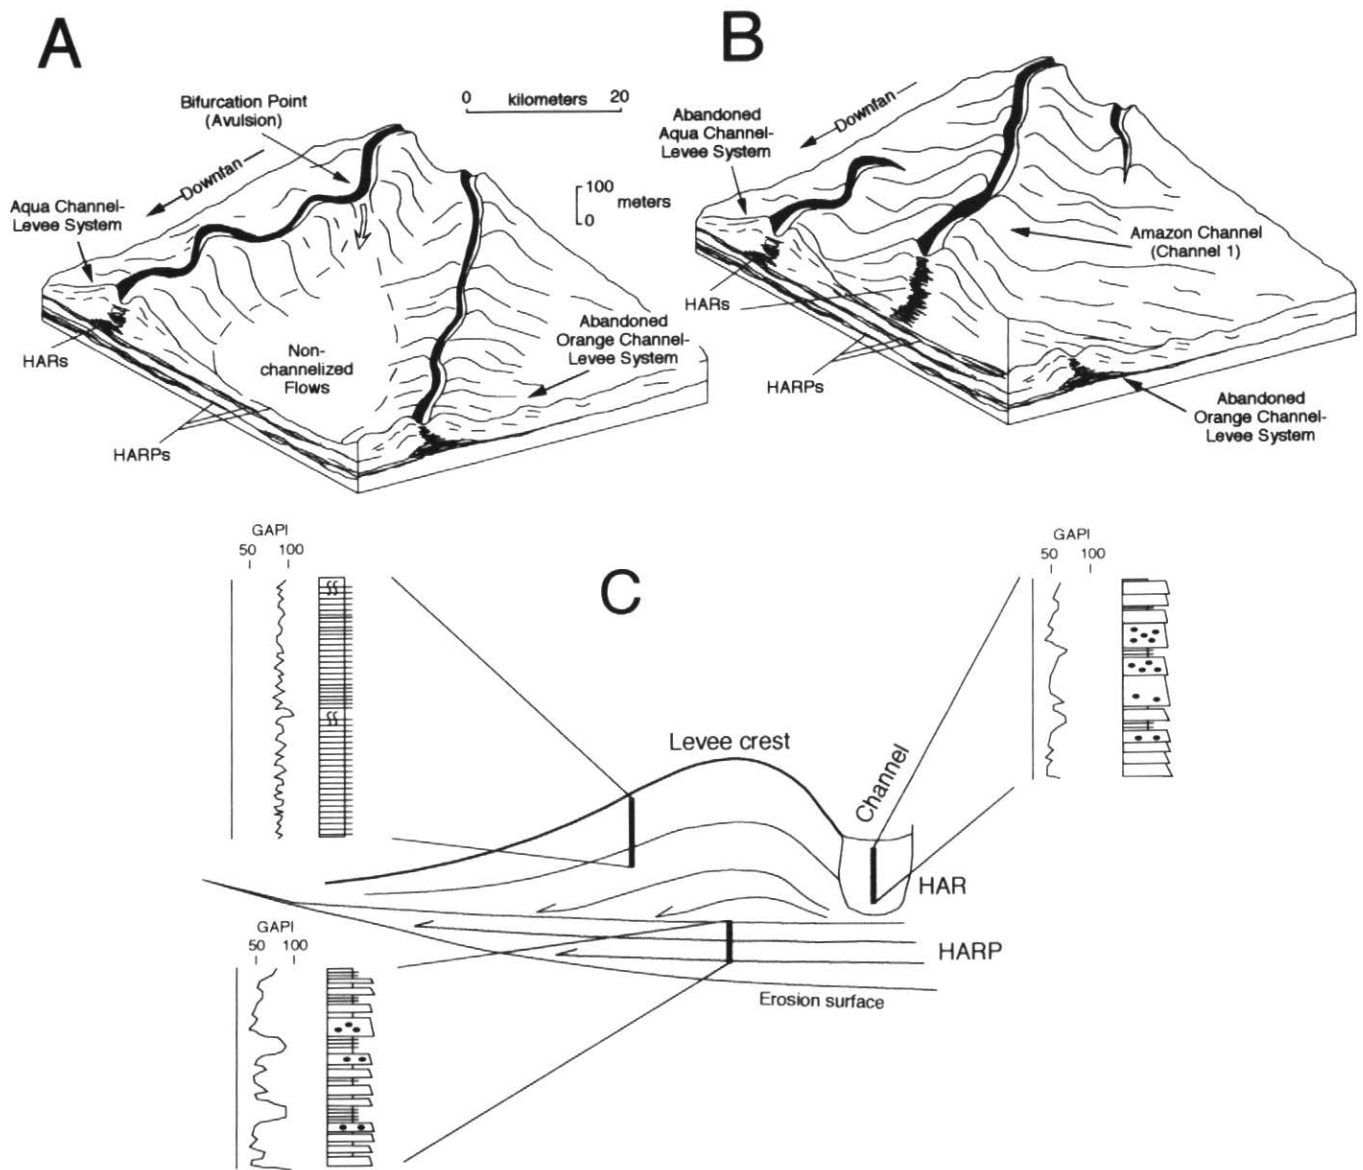 A
B
Bifurcation Point
(Avulsion)
0 kilometers 20
Downfan
Aqua Channel-
Levee System
100
meters
0
Abandoned
Orange Channel-
Levee System
Non-
channelized
Flows
HARs
HARPs
Downfan
Abandoned
Aqua Channel-
Levee System
Amazon Channel
(Channel 1)
HARs
HARPs
Abandoned
Orange Channel-
Levee System
C
GAPI
50 100
GAPI
50 100
Levee crest
Channel
HAR
HARP
Erosion surface
GAPI
50 100